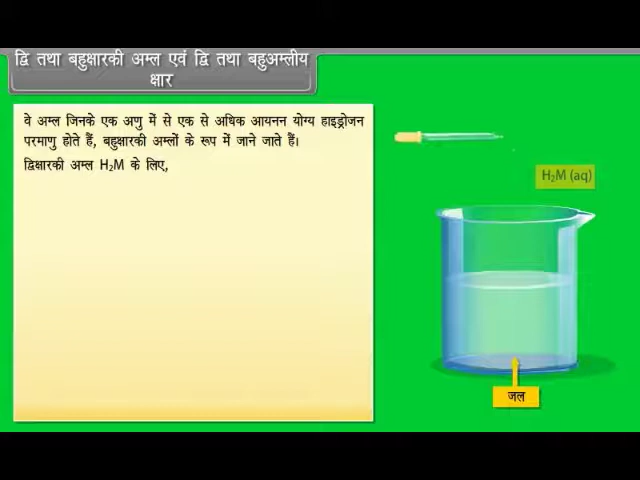 द्वि तथा बहुक्षारकी अम्ल एवं द्वि तथा बहुअम्लीय
क्षार
वे अम्ल जिनके एक अणु में से एक से अधिक आयनन योग्य हाइड्रोजन
परमाणु होते हैं, बहुक्षारकी अम्लों के रूप में जाने जाते हैं।
द्विक्षारकी अम्ल H₂M के लिए,
H₂M (aq)
जल